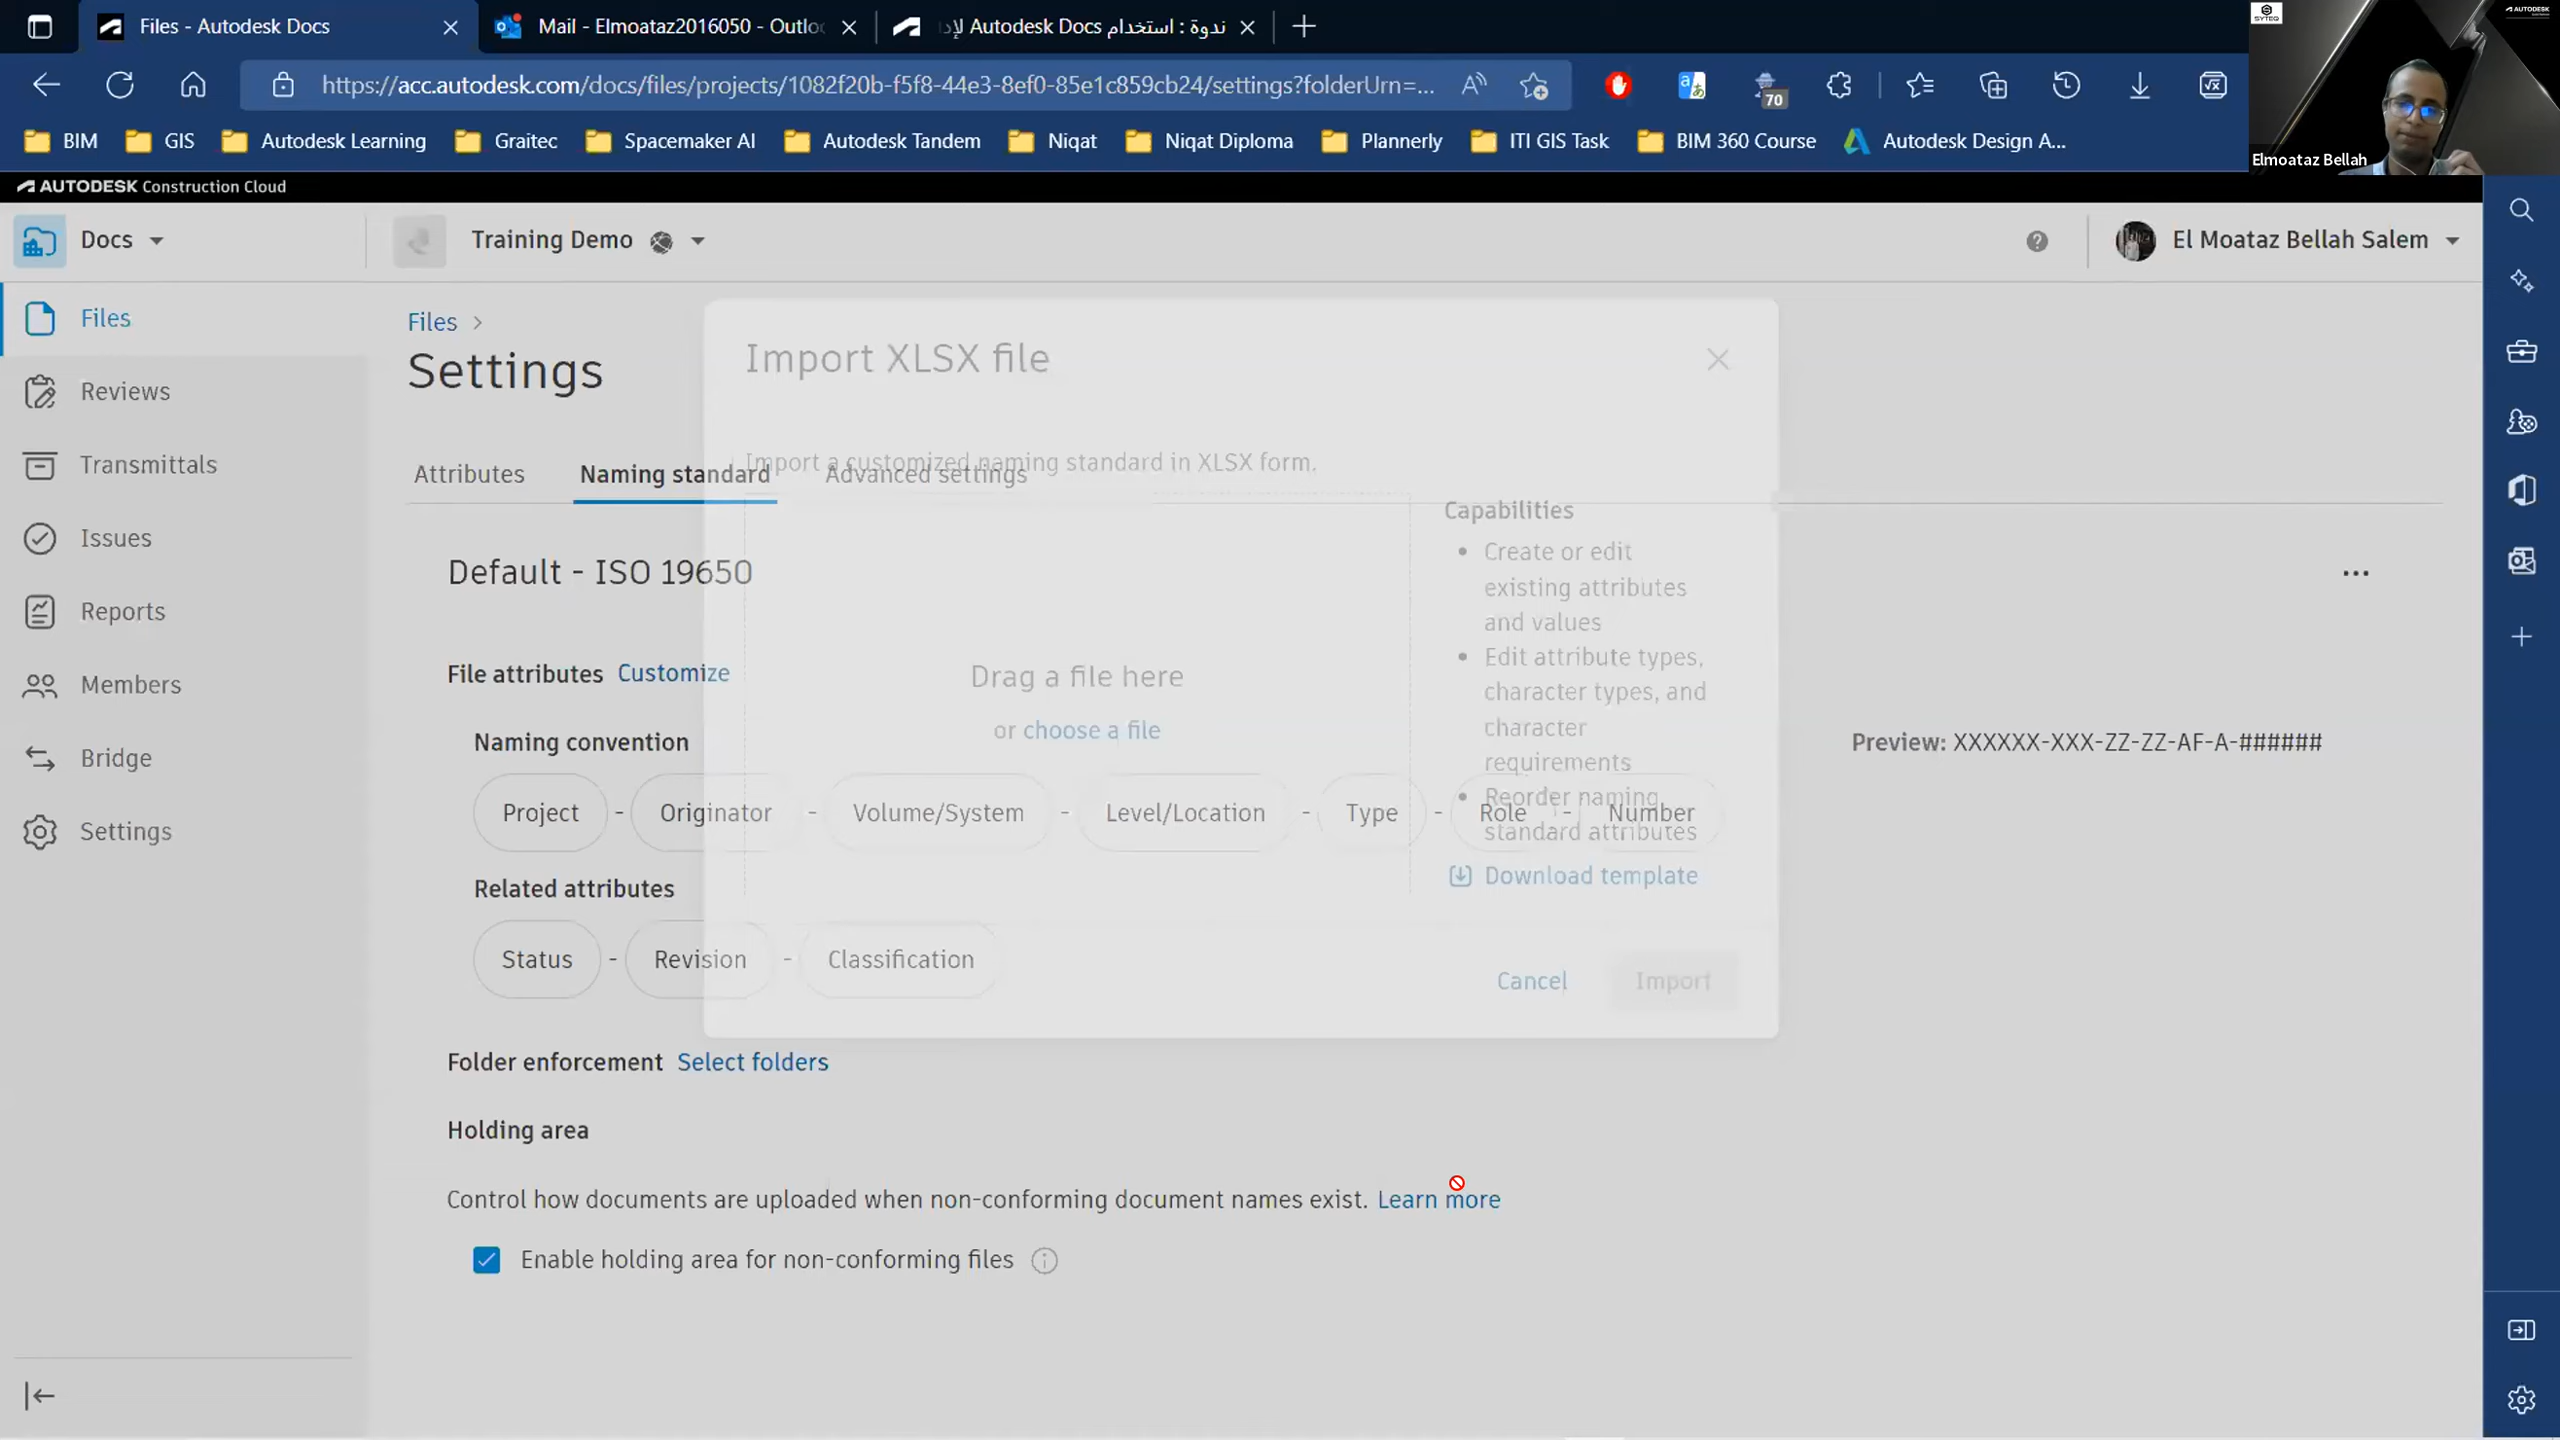 Files - Autodesk Docs
Mail - Elmoataz2016050 - Outlo
ندوة : استخدام Autodesk Docs لإد
https://acc.autodesk.com/docs/files/projects/1082f20b-f5f8-44e3-8ef0-85e1c859cb24/settings?folderUrn=...
70
BIM
GIS
Autodesk Learning
Graitec
Spacemaker AI
Autodesk Tandem
Niqat
Niqat Diploma
Plannerly
ITI GIS Task
BIM 360 Course
Autodesk Design A...
SYTEQ
AUTODESK
Elmoataz Bellah
AUTODESK Construction Cloud
Docs
Training Demo
El Moataz Bellah Salem
Files
Reviews
Transmittals
Issues
Reports
Members
Bridge
Settings
Files
Settings
Attributes
Naming standard
Advanced settings
Default - ISO 19650
File attributes Customize
Naming convention
Preview: XXXXXX-XXX-ZZ-ZZ-AF-A-######
Project - Originator - Volume/System - Level/Location - Type - Role - Number
Related attributes
Status - Revision - Classification
Folder enforcement Select folders
Holding area
Control how documents are uploaded when non-conforming document names exist. Learn more
Enable holding area for non-conforming files
Import XLSX file
Import a customized naming standard in XLSX form.
Drag a file here
or choose a file
Capabilities
• Create or edit
existing attributes
and values
• Edit attribute types,
character types, and
character
requirements
• Reorder naming
standard attributes
Download template
Cancel
Import